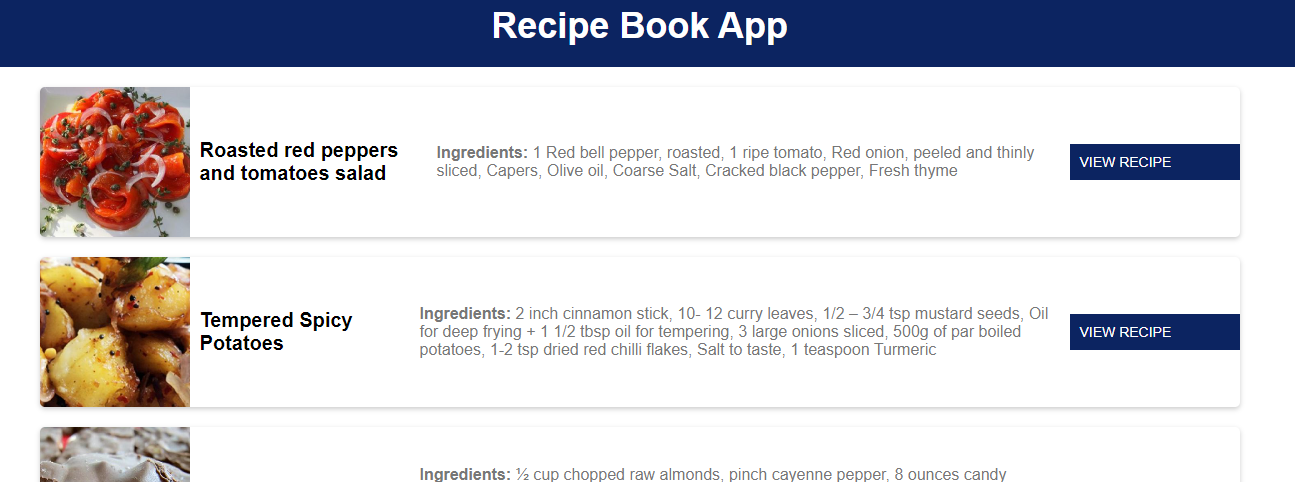 Recipe Book App
Roasted red peppers
and tomatoes salad
Ingredients: 1 Red bell pepper, roasted, 1 ripe tomato, Red onion, peeled and thinly
sliced, Capers, Olive oil, Coarse Salt, Cracked black pepper, Fresh thyme
VIEW RECIPE
Tempered Spicy
Potatoes
Ingredients: 2 inch cinnamon stick, 10- 12 curry leaves, 1/2 – 3/4 tsp mustard seeds, Oil
for deep frying + 1 1/2 tbsp oil for tempering, 3 large onions sliced, 500g of par boiled
potatoes, 1-2 tsp dried red chilli flakes, Salt to taste, 1 teaspoon Turmeric
VIEW RECIPE
Ingredients: ½ cup chopped raw almonds, pinch cayenne pepper, 8 ounces candy